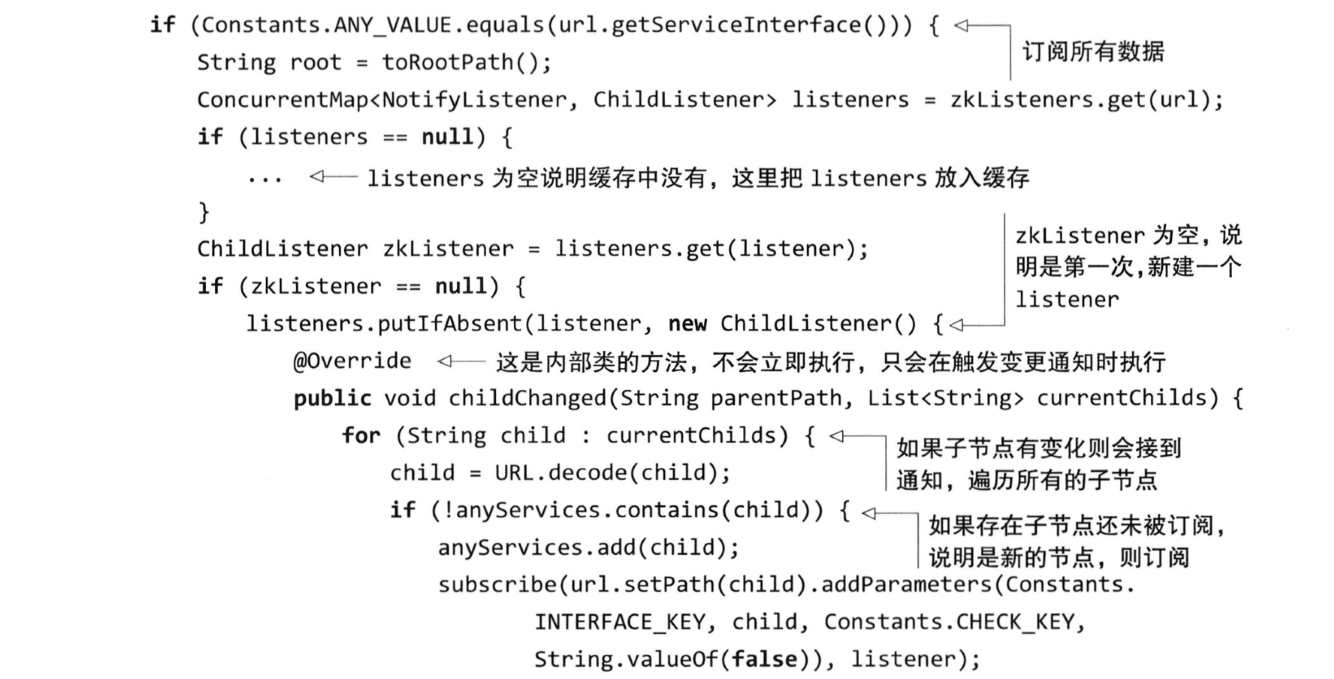 if (Constants.ANY_VALUE.equals(url.getServiceInterface())) {
订阅所有数据
String root = toRootPath();
ConcurrentMap<NotifyListener, ChildListener> listeners = zkListeners.get(url);
if (listeners == null) {
... listeners 为空说明缓存中没有，这里把 listeners 放入缓存
}
ChildListener zkListener = listeners.get(listener);
zkListener 为空，说
明是第一次，新建一个
listener
if (zkListener == null) {
listeners.putIfAbsent(listener, new ChildListener() {
@Override 这是内部类的方法，不会立即执行，只会在触发变更通知时执行
public void childChanged(String parentPath, List<String> currentChilds) {
for (String child : currentChilds) {
如果子节点有变化则会接到
通知，遍历所有的子节点
child = URL.decode(child);
if (!anyServices.contains(child)) {
如果存在子节点还未被订阅，
说明是新的节点，则订阅
anyServices.add(child);
subscribe(url.setPath(child).addParameters(Constants.
INTERFACE_KEY, child, Constants.CHECK_KEY,
String.valueOf(false)), listener);